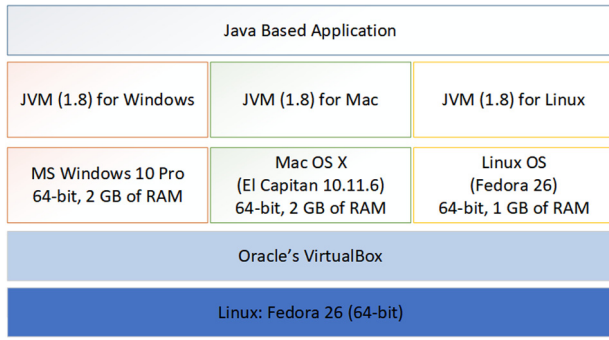 Java Based Application
JVM (1.8) for Windows
JVM (1.8) for Mac
JVM (1.8) for Linux
MS Windows 10 Pro
64-bit, 2 GB of RAM
Mac OS X
(El Capitan 10.11.6)
64-bit, 2 GB of RAM
Linux OS
(Fedora 26)
64-bit, 1 GB of RAM
Oracle’s VirtualBox
Linux: Fedora 26 (64-bit)